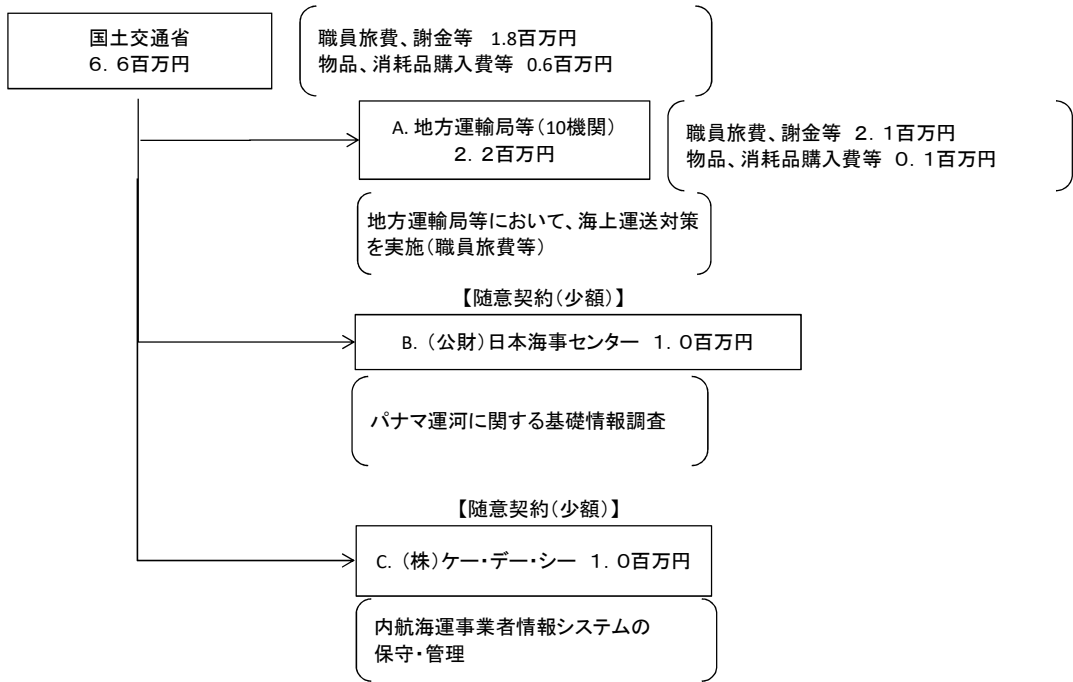 国土交通省
６．６百万円
職員旅費、謝金等 1.8百万円
物品、消耗品購入費等 0.6百万円
A. 地方運輸局等（10機関）
２．２百万円
職員旅費、謝金等 ２．１百万円
物品、消耗品購入費等 ０．１百万円
地方運輸局等において、海上運送対策
を実施（職員旅費等）
【随意契約（少額）】
B. （公財）日本海事センター １．０百万円
パナマ運河に関する基礎情報調査
【随意契約（少額）】
C. （株）ケー・デー・シー １．０百万円
内航海運事業者情報システムの
保守・管理